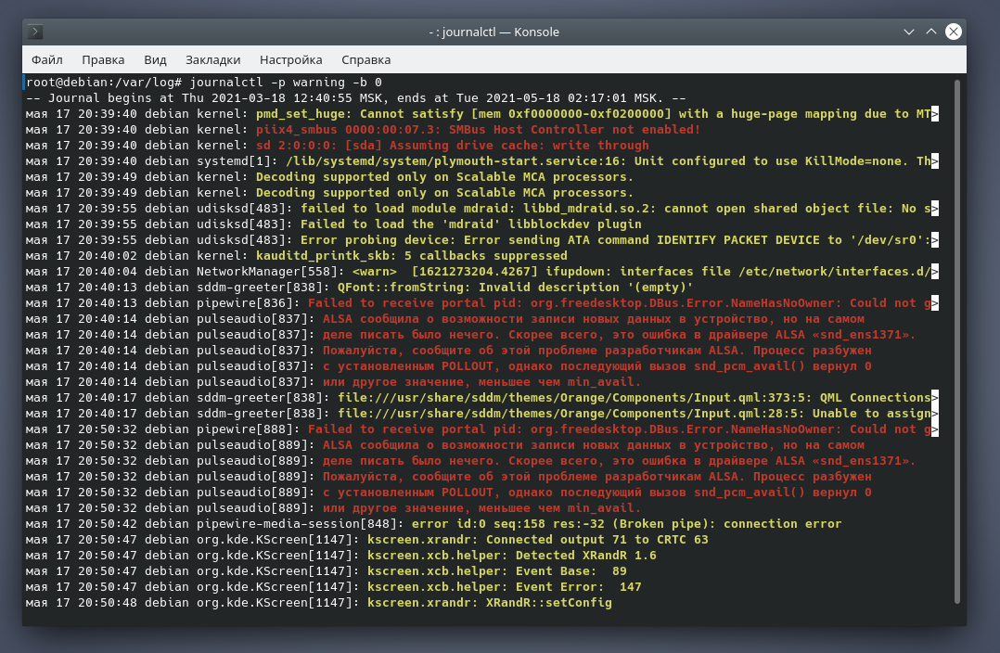 - : journalctl — Konsole
Файл Правка Вид Закладки Настройка Справка
root@debian:/var/log# journalctl -p warning -b 0
-- Journal begins at Thu 2021-03-18 12:40:55 MSK, ends at Tue 2021-05-18 02:17:01 MSK. --
мая 17 20:39:40 debian kernel: pmd_set_huge: Cannot satisfy [mem 0xf0000000-0xf0200000] with a huge-page mapping due to MT>
мая 17 20:39:40 debian kernel: piix4_smbus 0000:00:07.3: SMBus Host Controller not enabled!
мая 17 20:39:40 debian kernel: sd 2:0:0:0: [sda] Assuming drive cache: write through
мая 17 20:39:40 debian systemd[1]: /lib/systemd/system/plymouth-start.service:16: Unit configured to use KillMode=none. Th>
мая 17 20:39:49 debian kernel: Decoding supported only on Scalable MCA processors.
мая 17 20:39:49 debian kernel: Decoding supported only on Scalable MCA processors.
мая 17 20:39:55 debian udisksd[483]: failed to load module mdraid: libbd_mdraid.so.2: cannot open shared object file: No s>
мая 17 20:39:55 debian udisksd[483]: Failed to load the 'mdraid' libblockdev plugin
мая 17 20:39:55 debian udisksd[483]: Error probing device: Error sending ATA command IDENTIFY PACKET DEVICE to '/dev/sr0':>
мая 17 20:40:02 debian kernel: kauditd_printk_skb: 5 callbacks suppressed
мая 17 20:40:04 debian NetworkManager[558]: <warn>  [1621273204.4267] ifupdown: interfaces file /etc/network/interfaces.d/>
мая 17 20:40:13 debian sddm-greeter[838]: QFont::fromString: Invalid description '(empty)'
мая 17 20:40:13 debian pipewire[836]: Failed to receive portal pid: org.freedesktop.DBus.Error.NameHasNoOwner: Could not g>
мая 17 20:40:14 debian pulseaudio[837]: ALSA сообщила о возможности записи новых данных в устройство, но на самом
мая 17 20:40:14 debian pulseaudio[837]: деле писать было нечего. Скорее всего, это ошибка в драйвере ALSA «snd_ens1371».
мая 17 20:40:14 debian pulseaudio[837]: Пожалуйста, сообщите об этой проблеме разработчикам ALSA. Процесс разбужен
мая 17 20:40:14 debian pulseaudio[837]: с установленным POLLOUT, однако последующий вызов snd_pcm_avail() вернул 0
мая 17 20:40:14 debian pulseaudio[837]: или другое значение, меньшее чем min_avail.
мая 17 20:40:17 debian sddm-greeter[838]: file:///usr/share/sddm/themes/Orange/Components/Input.qml:373:5: QML Connections>
мая 17 20:40:17 debian sddm-greeter[838]: file:///usr/share/sddm/themes/Orange/Components/Input.qml:28:5: Unable to assign>
мая 17 20:50:32 debian pipewire[888]: Failed to receive portal pid: org.freedesktop.DBus.Error.NameHasNoOwner: Could not g>
мая 17 20:50:32 debian pulseaudio[889]: ALSA сообщила о возможности записи новых данных в устройство, но на самом
мая 17 20:50:32 debian pulseaudio[889]: деле писать было нечего. Скорее всего, это ошибка в драйвере ALSA «snd_ens1371».
мая 17 20:50:32 debian pulseaudio[889]: Пожалуйста, сообщите об этой проблеме разработчикам ALSA. Процесс разбужен
мая 17 20:50:32 debian pulseaudio[889]: с установленным POLLOUT, однако последующий вызов snd_pcm_avail() вернул 0
мая 17 20:50:32 debian pulseaudio[889]: или другое значение, меньшее чем min_avail.
мая 17 20:50:42 debian pipewire-media-session[848]: error id:0 seq:158 res:-32 (Broken pipe): connection error
мая 17 20:50:47 debian org.kde.KScreen[1147]: kscreen.xrandr: Connected output 71 to CRTC 63
мая 17 20:50:47 debian org.kde.KScreen[1147]: kscreen.xcb.helper: Detected XRandR 1.6
мая 17 20:50:47 debian org.kde.KScreen[1147]: kscreen.xcb.helper: Event Base:  89
мая 17 20:50:47 debian org.kde.KScreen[1147]: kscreen.xcb.helper: Event Error:  147
мая 17 20:50:48 debian org.kde.KScreen[1147]: kscreen.xrandr: XRandR::setConfig